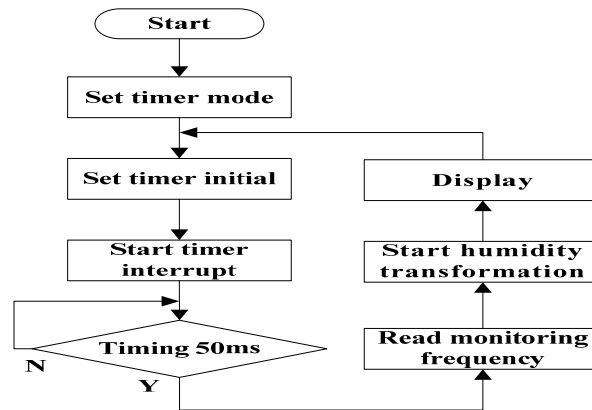 Start
Set timer mode
Set timer initial
Start timer
interrupt
Timing 50ms
N
Y
Display
Start humidity
transformation
Read monitoring
frequency